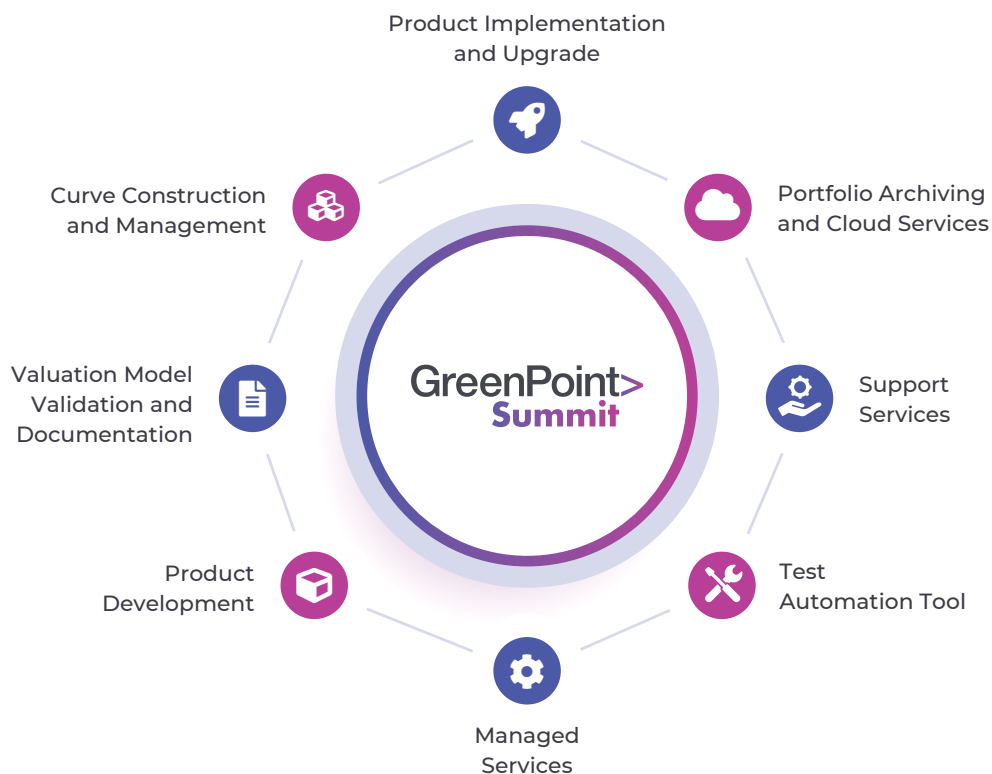 Product Implementation
and Upgrade
Portfolio Archiving
and Cloud Services
Support
Services
Test
Automation Tool
Managed
Services
Product
Development
Valuation Model
Validation and
Documentation
Curve Construction
and Management
GreenPoint>
Summit